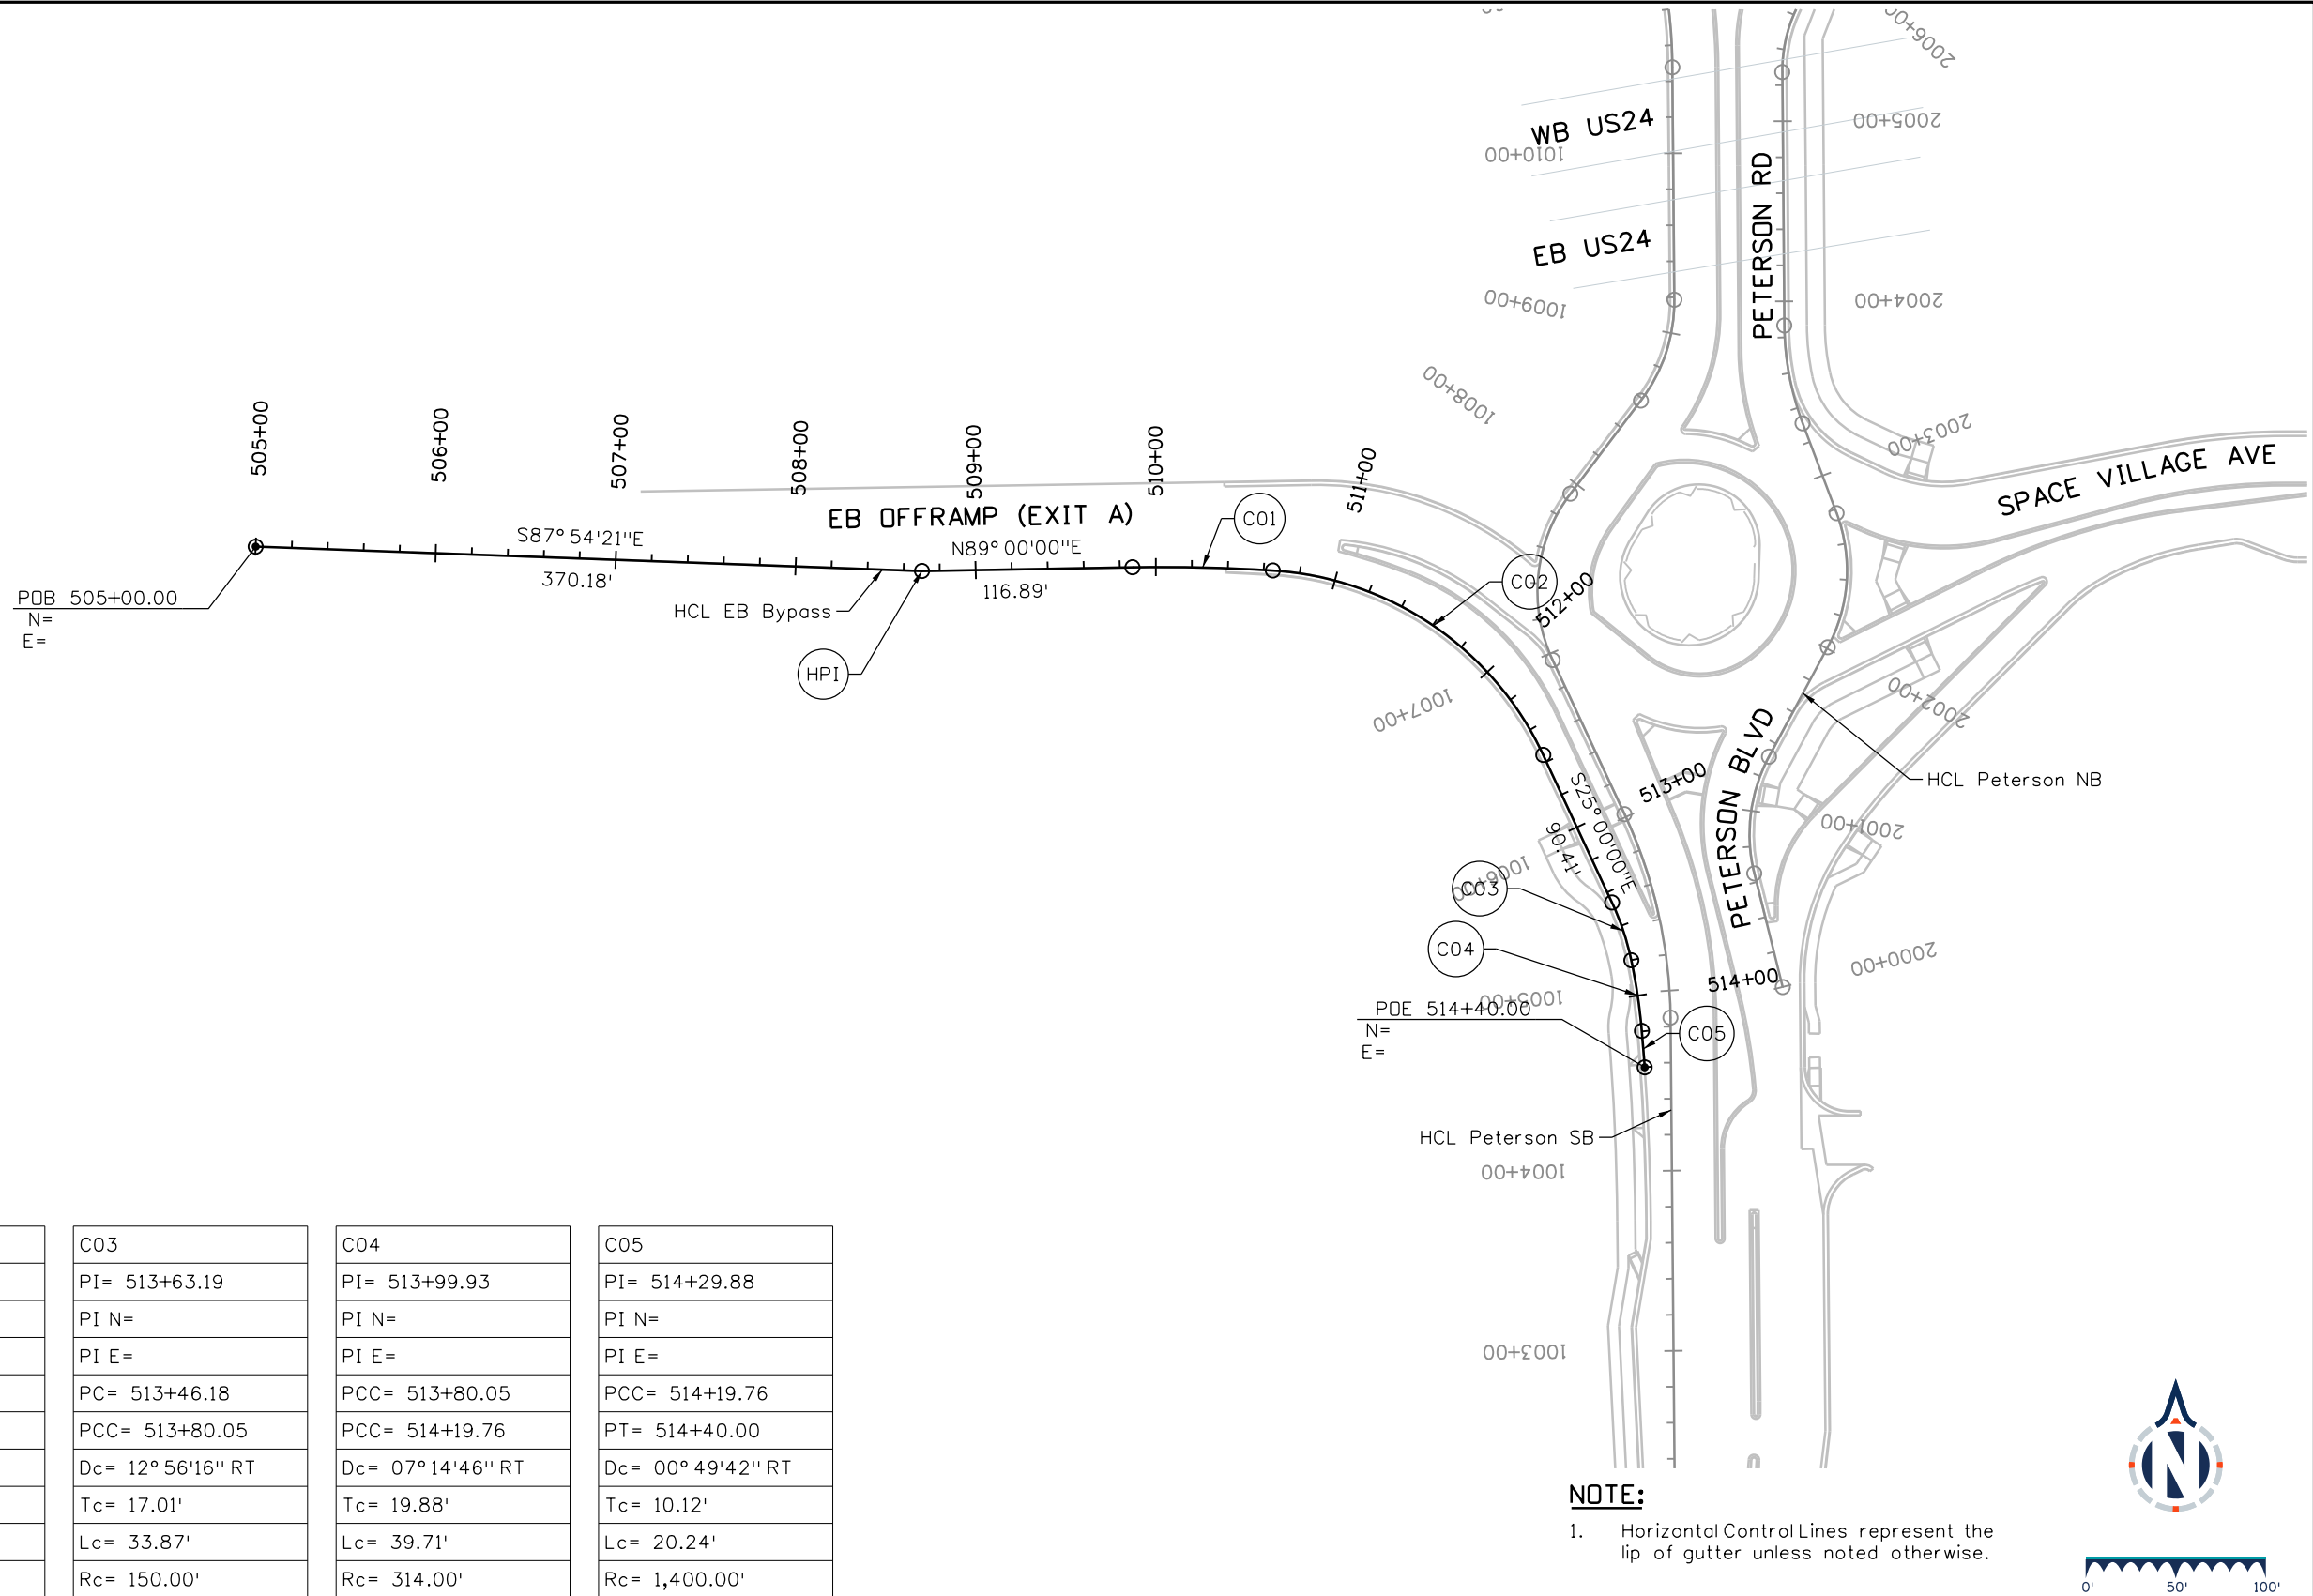 2006+00
WB US24
1010+00
2005+00
PETERSON RD
EB US24
1009+00
2004+00
1008+00
505+00
506+00
507+00
508+00
509+00
510+00
511+00
2003+00
SPACE VILLAGE AVE
EB OFFRAMP (EXIT A)
C01
S87°54'21"E
370.18'
N89°00'00"E
116.89'
C02
512+00
POB 505+00.00
N=
E=
HCL EB Bypass
HPI
1007+00
2002+00
PETERSON BLVD
513+00
HCL Peterson NB
S25°00'00"E
90.41'
2001+00
1006+00
C03
C04
2000+00
514+00
1005+00
POE 514+40.00
N=
E=
C05
HCL Peterson SB
1004+00
1003+00
C03
PI= 513+63.19
PI N=
PI E=
PC= 513+46.18
PCC= 513+80.05
Dc= 12°56'16" RT
Tc= 17.01'
Lc= 33.87'
Rc= 150.00'
C04
PI= 513+99.93
PI N=
PI E=
PCC= 513+80.05
PCC= 514+19.76
Dc= 07°14'46" RT
Tc= 19.88'
Lc= 39.71'
Rc= 314.00'
C05
PI= 514+29.88
PI N=
PI E=
PCC= 514+19.76
PT= 514+40.00
Dc= 00°49'42" RT
Tc= 10.12'
Lc= 20.24'
Rc= 1,400.00'
NOTE:
1. Horizontal Control Lines represent the
lip of gutter unless noted otherwise.
N
0' 50' 100'